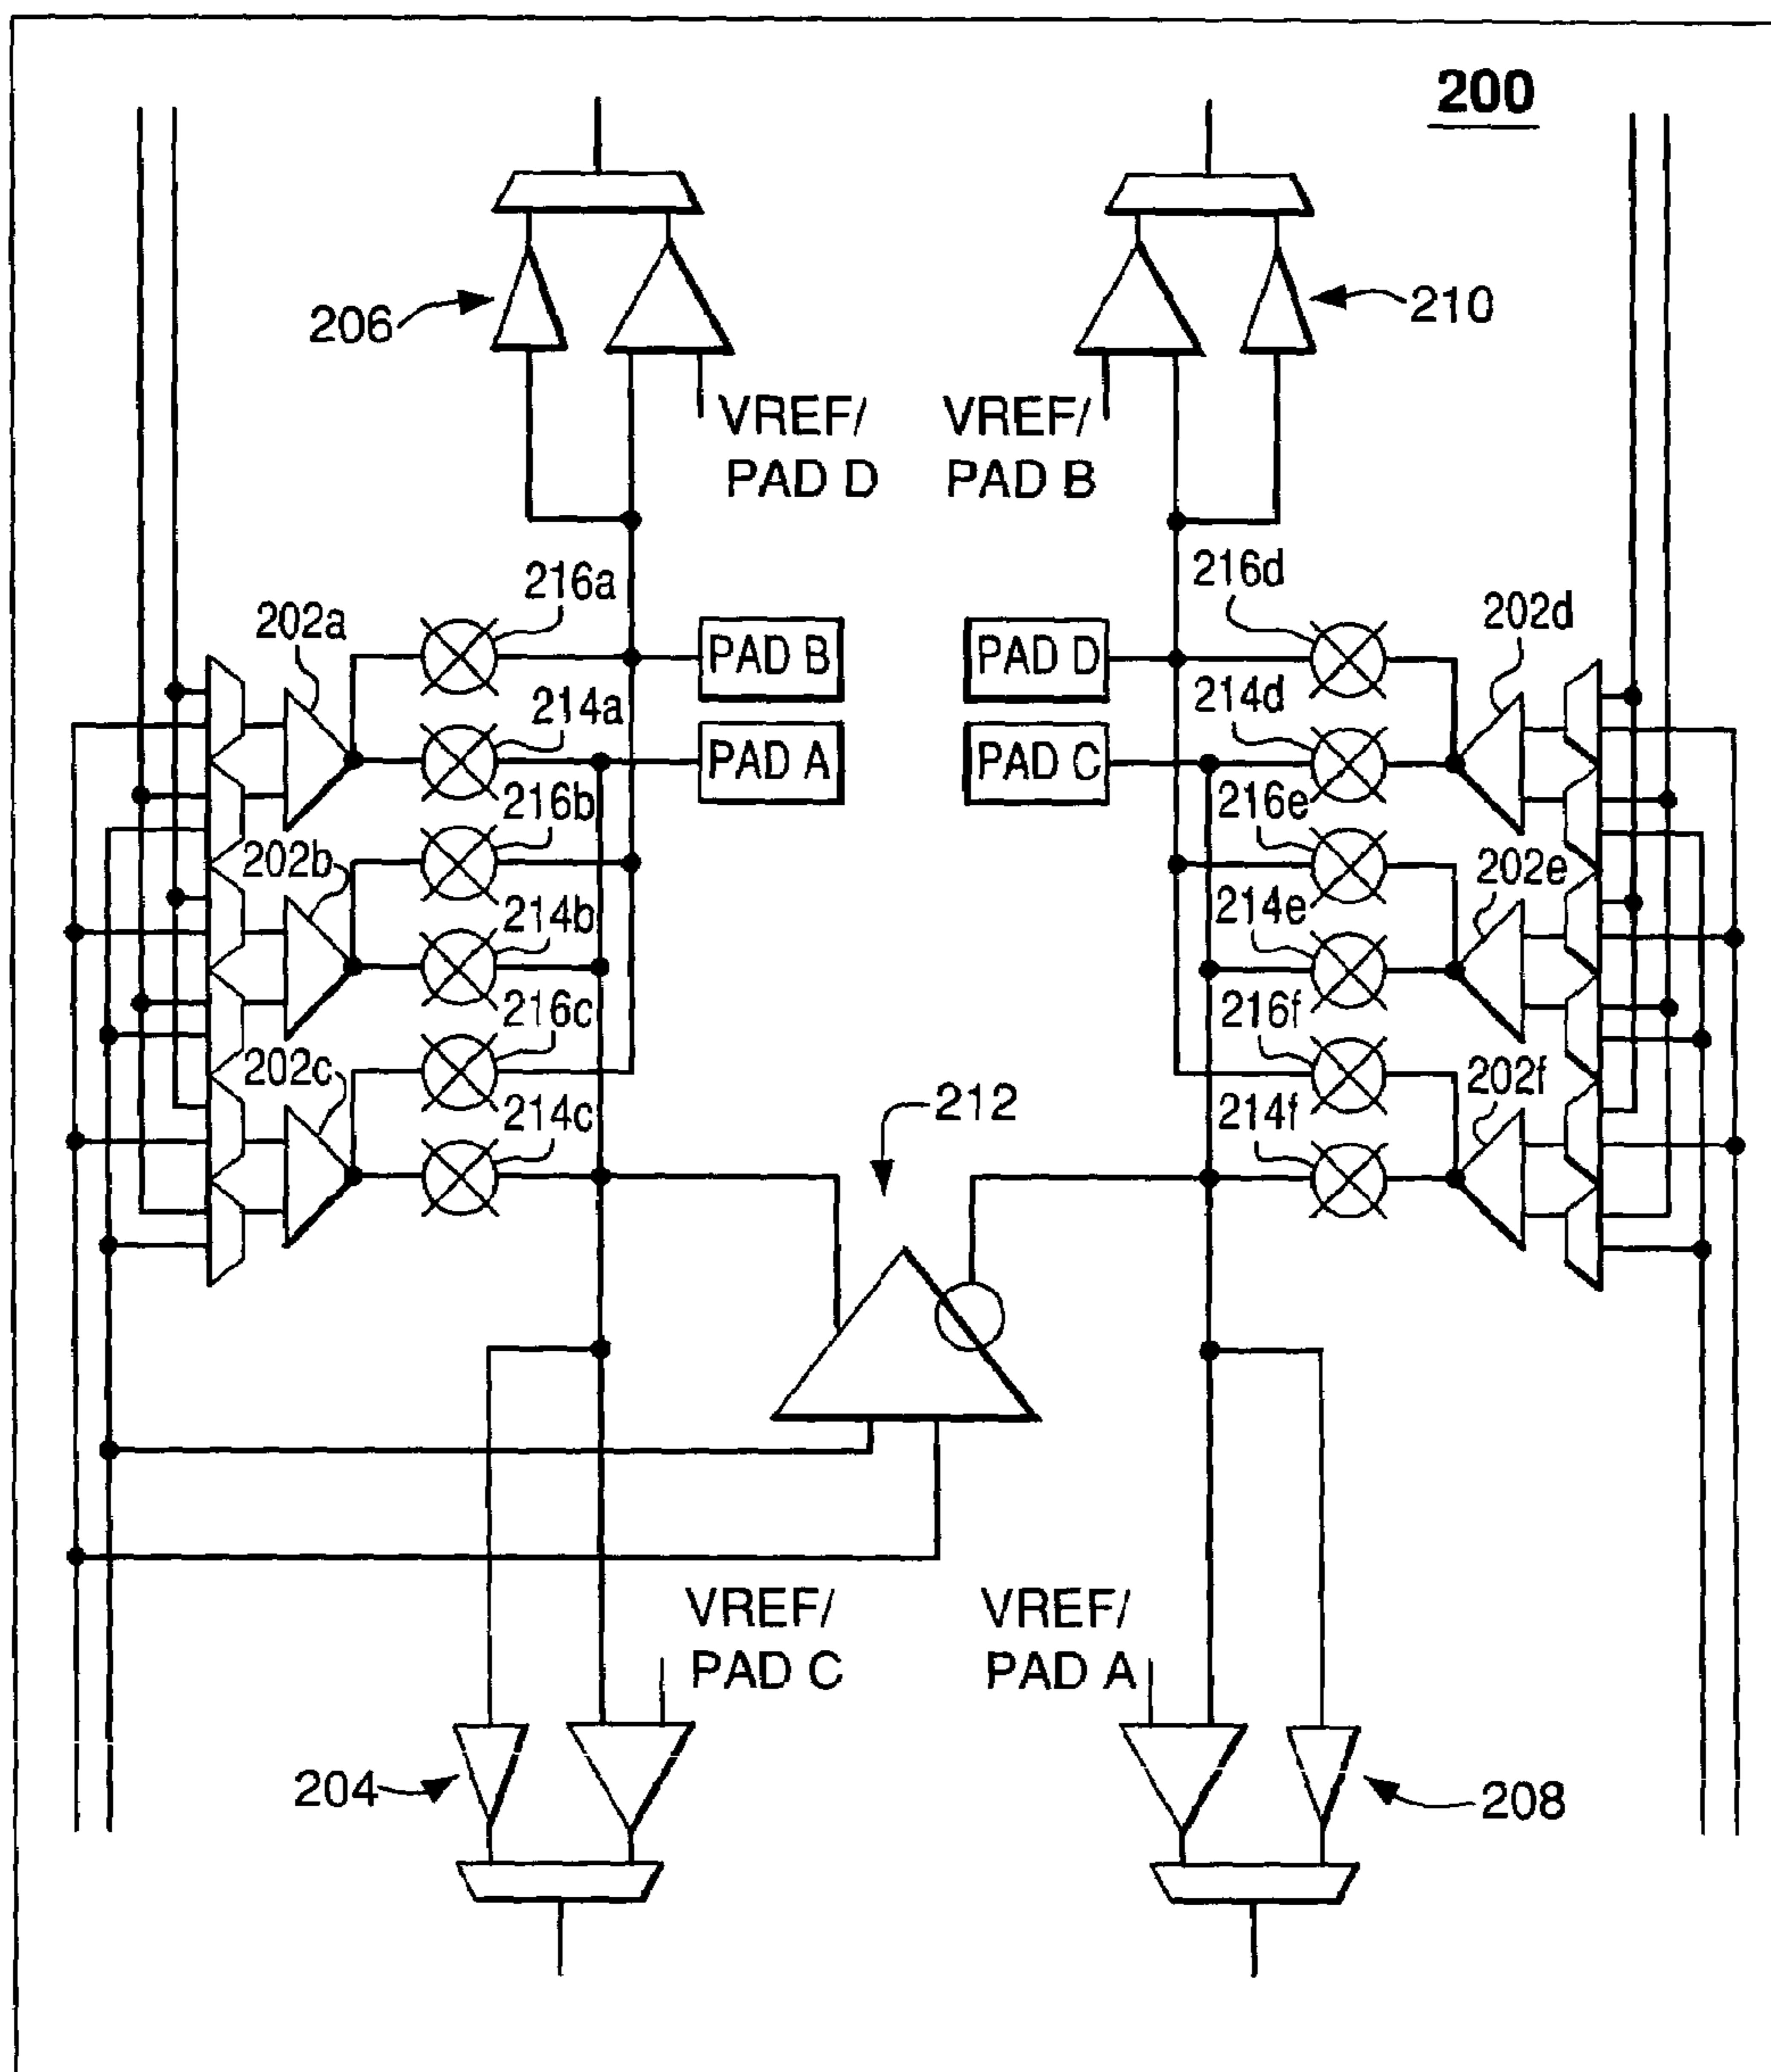 200
206
210
VREF/
PAD D
VREF/
PAD B
216a
216d
202a
202d
PAD B
PAD D
214a
214d
PAD A
PAD C
216b
216e
202b
202e
214b
214e
216c
216f
202c
202f
212
214c
214f
VREF/
PAD C
VREF/
PAD A
204
208